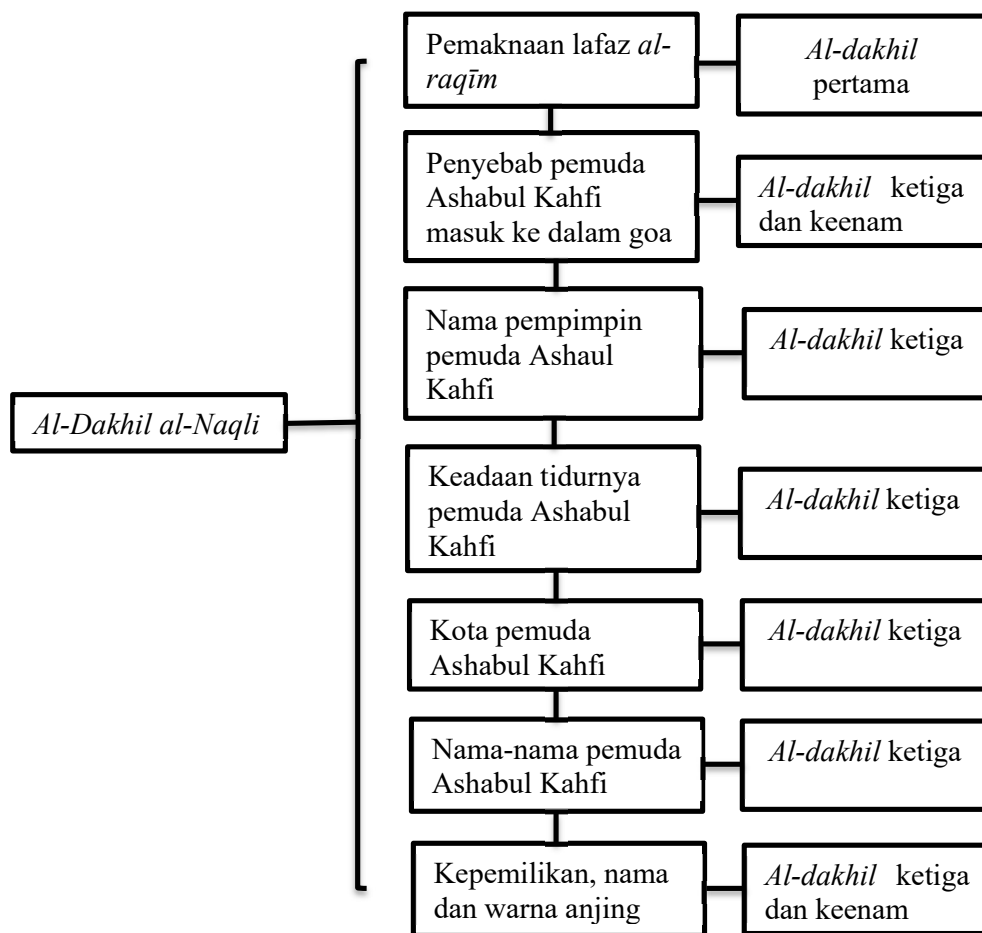 Pemaknaan lafaz al-
raqīm
Al-dakhil
pertama
Penyebab pemuda
Ashabul Kahfi
masuk ke dalam goa
Al-dakhil ketiga
dan keenam
Nama pempimpin
pemuda Ashaul
Kahfi
Al-dakhil ketiga
Al-Dakhil al-Naqli
Keadaan tidurnya
pemuda Ashabul
Kahfi
Al-dakhil ketiga
Kota pemuda
Ashabul Kahfi
Al-dakhil ketiga
Nama-nama pemuda
Ashabul Kahfi
Al-dakhil ketiga
Kepemilikan, nama
dan warna anjing
Al-dakhil ketiga
dan keenam